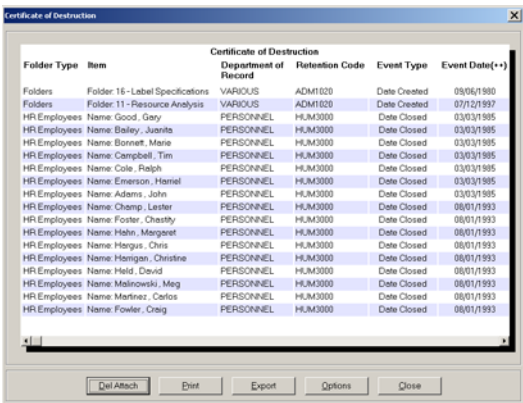 Certificate of Destruction
Certificate of Destruction
Folder Type Item Department of Record Retention Code Event Type Event Date(++)
Folders Folder: 16 - Label Specifications VARIOUS ADM1020 Date Created 09/06/1980
Folders Folder: 11 - Resource Analysis VARIOUS ADM1020 Date Created 07/12/1997
HR Employees Name: Good , Gary PERSONNEL HUM3000 Date Closed 03/03/1985
HR Employees Name: Bailey , Juanita PERSONNEL HUM3000 Date Closed 03/03/1985
HR Employees Name: Bonnett, Marie PERSONNEL HUM3000 Date Closed 03/03/1985
HR Employees Name: Campbell , Tim PERSONNEL HUM3000 Date Closed 03/03/1985
HR Employees Name: Cole , Ralph PERSONNEL HUM3000 Date Closed 03/03/1985
HR Employees Name: Emerson , Harriel PERSONNEL HUM3000 Date Closed 03/03/1985
HR Employees Name: Adams , John PERSONNEL HUM3000 Date Closed 03/03/1985
HR Employees Name: Champ , Lester PERSONNEL HUM3000 Date Closed 08/01/1993
HR Employees Name: Foster , Chastity PERSONNEL HUM3000 Date Closed 08/01/1993
HR Employees Name: Hahn , Margaret PERSONNEL HUM3000 Date Closed 08/01/1993
HR Employees Name: Hargus , Chris PERSONNEL HUM3000 Date Closed 08/01/1993
HR Employees Name: Harrigan , Christine PERSONNEL HUM3000 Date Closed 08/01/1993
HR Employees Name: Held , David PERSONNEL HUM3000 Date Closed 08/01/1993
HR Employees Name: Malinowski , Meg PERSONNEL HUM3000 Date Closed 08/01/1993
HR Employees Name: Martinez , Carlos PERSONNEL HUM3000 Date Closed 08/01/1993
HR Employees Name: Fowler , Craig PERSONNEL HUM3000 Date Closed 08/01/1993
Del Attach Print Export Options Close